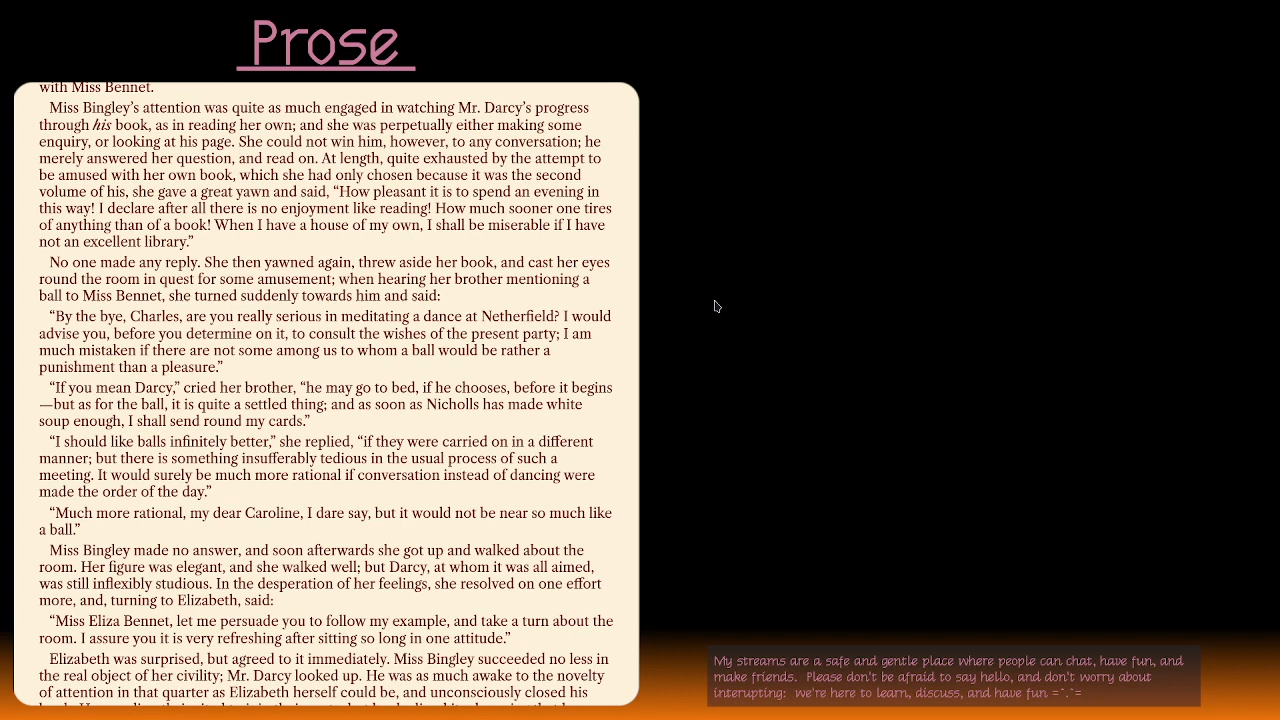 Prose
with Miss Bennet.
Miss Bingley’s attention was quite as much engaged in watching Mr. Darcy’s progress
through his book, as in reading her own; and she was perpetually either making some
enquiry, or looking at his page. She could not win him, however, to any conversation; he
merely answered her question, and read on. At length, quite exhausted by the attempt to
be amused with her own book, which she had only chosen because it was the second
volume of his, she gave a great yawn and said, “How pleasant it is to spend an evening in
this way! I declare after all there is no enjoyment like reading! How much sooner one tires
of anything than of a book! When I have a house of my own, I shall be miserable if I have
not an excellent library.”
No one made any reply. She then yawned again, threw aside her book, and cast her eyes
round the room in quest for some amusement; when hearing her brother mentioning a
ball to Miss Bennet, she turned suddenly towards him and said:
“By the bye, Charles, are you really serious in meditating a dance at Netherfield? I would
advise you, before you determine on it, to consult the wishes of the present party; I am
much mistaken if there are not some among us to whom a ball would be rather a
punishment than a pleasure.”
“If you mean Darcy,” cried her brother, “he may go to bed, if he chooses, before it begins
—but as for the ball, it is quite a settled thing; and as soon as Nicholls has made white
soup enough, I shall send round my cards.”
“I should like balls infinitely better,” she replied, “if they were carried on in a different
manner; but there is something insufferably tedious in the usual process of such a
meeting. It would surely be much more rational if conversation instead of dancing were
made the order of the day.”
“Much more rational, my dear Caroline, I dare say, but it would not be near so much like
a ball.”
Miss Bingley made no answer, and soon afterwards she got up and walked about the
room. Her figure was elegant, and she walked well; but Darcy, at whom it was all aimed,
was still inflexibly studious. In the desperation of her feelings, she resolved on one effort
more, and, turning to Elizabeth, said:
“Miss Eliza Bennet, let me persuade you to follow my example, and take a turn about the
room. I assure you it is very refreshing after sitting so long in one attitude.”
Elizabeth was surprised, but agreed to it immediately. Miss Bingley succeeded no less in
the real object of her civility; Mr. Darcy looked up. He was as much awake to the novelty
of attention in that quarter as Elizabeth herself could be, and unconsciously closed his
My streams are a safe and gentle place where people can chat, have fun, and
make friends. Please don't be afraid to say hello, and don't worry about
interupting: we're here to learn, discuss, and have fun =^.^=